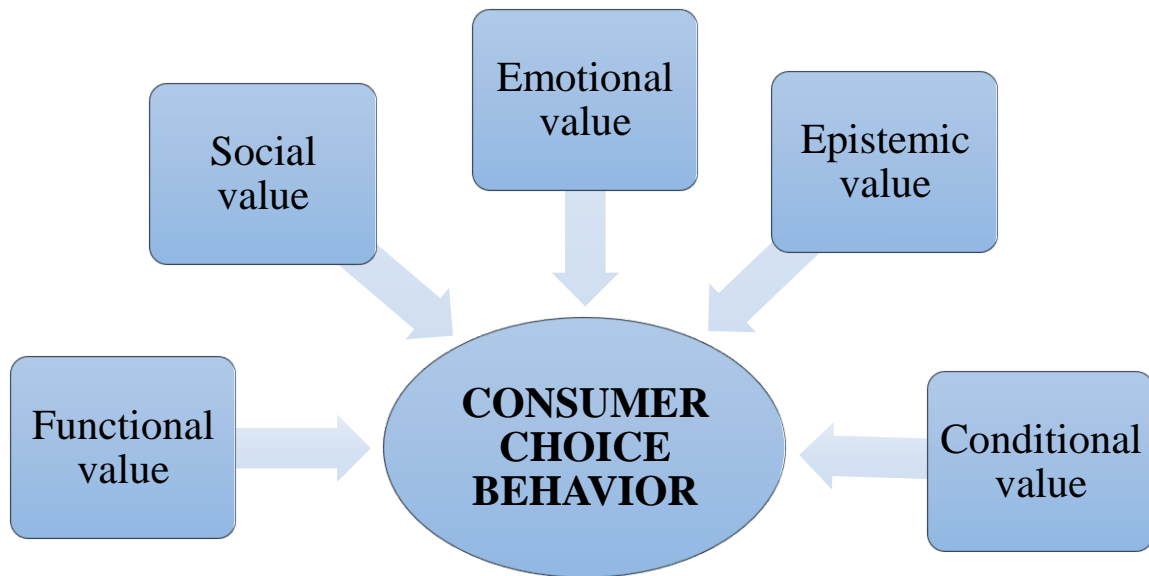 Emotional
value
Social
value
Epistemic
value
Functional
value
CONSUMER
CHOICE
BEHAVIOR
Conditional
value